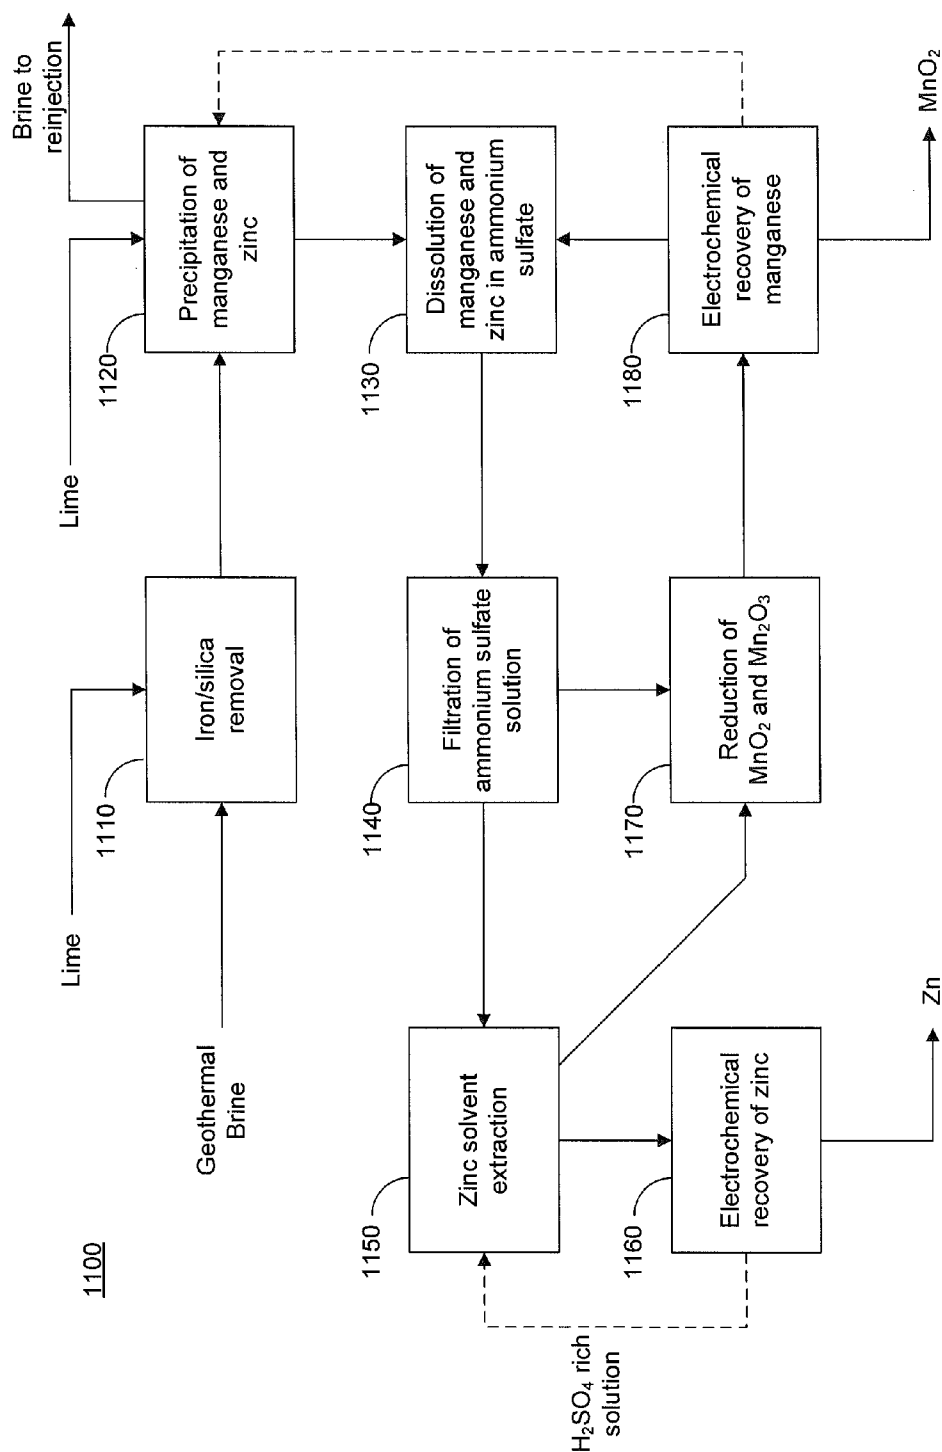 1100
Geothermal
Brine
Lime
1110
Iron/silica
removal
Lime
1120
Precipitation of
manganese and
zinc
Brine to
reinjection
1130
Dissolution of
manganese and
zinc in ammonium
sulfate
1140
Filtration of
ammonium sulfate
solution
1150
Zinc solvent
extraction
H₂SO₄ rich
solution
1160
Electrochemical
recovery of zinc
Zn
1170
Reduction of
MnO₂ and Mn₂O₃
1180
Electrochemical
recovery of
manganese
MnO₂